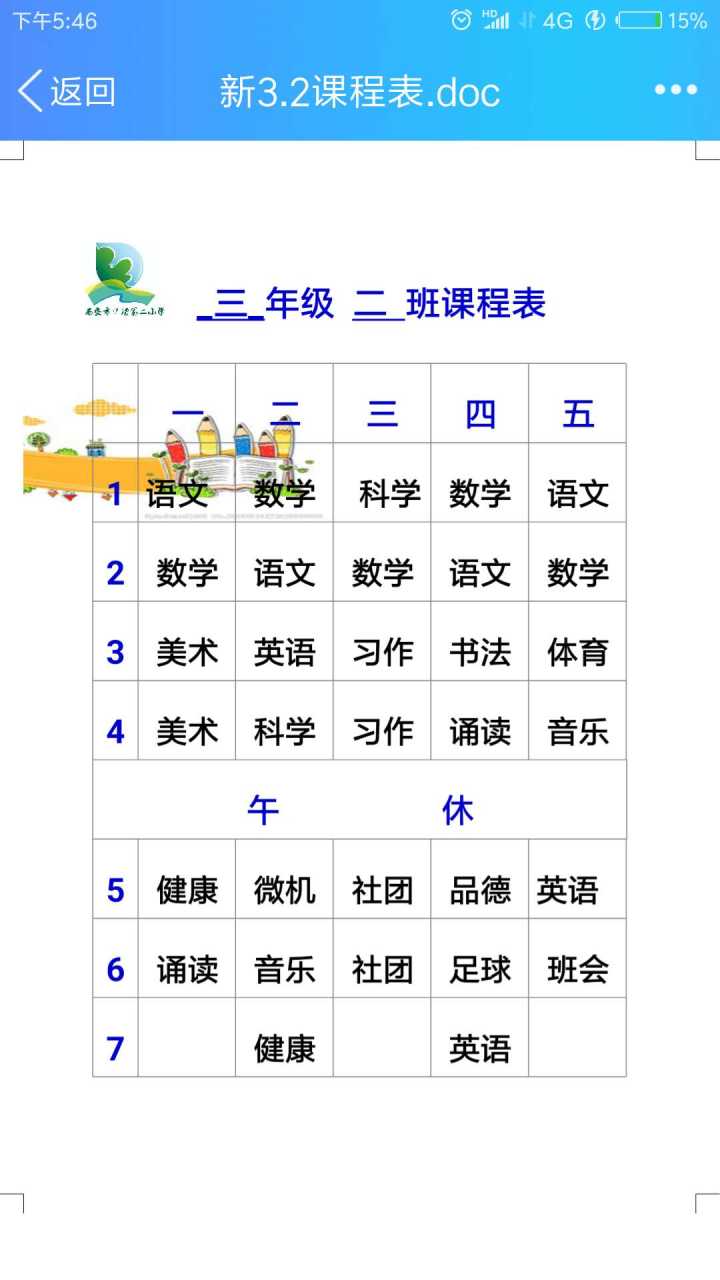 下午5:46 HD 4G 15%
返回 新3.2课程表.doc
三 年级 二 班课程表
一 二 三 四 五
1 语文 数学 科学 数学 语文
2 数学 语文 数学 语文 数学
3 美术 英语 习作 书法 体育
4 美术 科学 习作 诵读 音乐
午 休
5 健康 微机 社团 品德 英语
6 诵读 音乐 社团 足球 班会
7 健康 英语